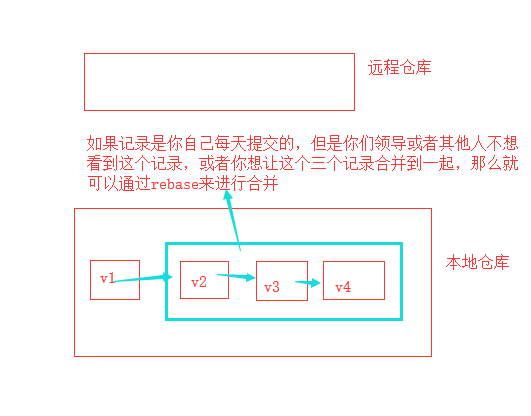 远程仓库
如果记录是你自己每天提交的，但是你们领导或者其他人不想
看到这个记录，或者你想让这个三个记录合并到一起，那么就
可以通过rebase来进行合并
本地仓库
v1
v2
v3
v4